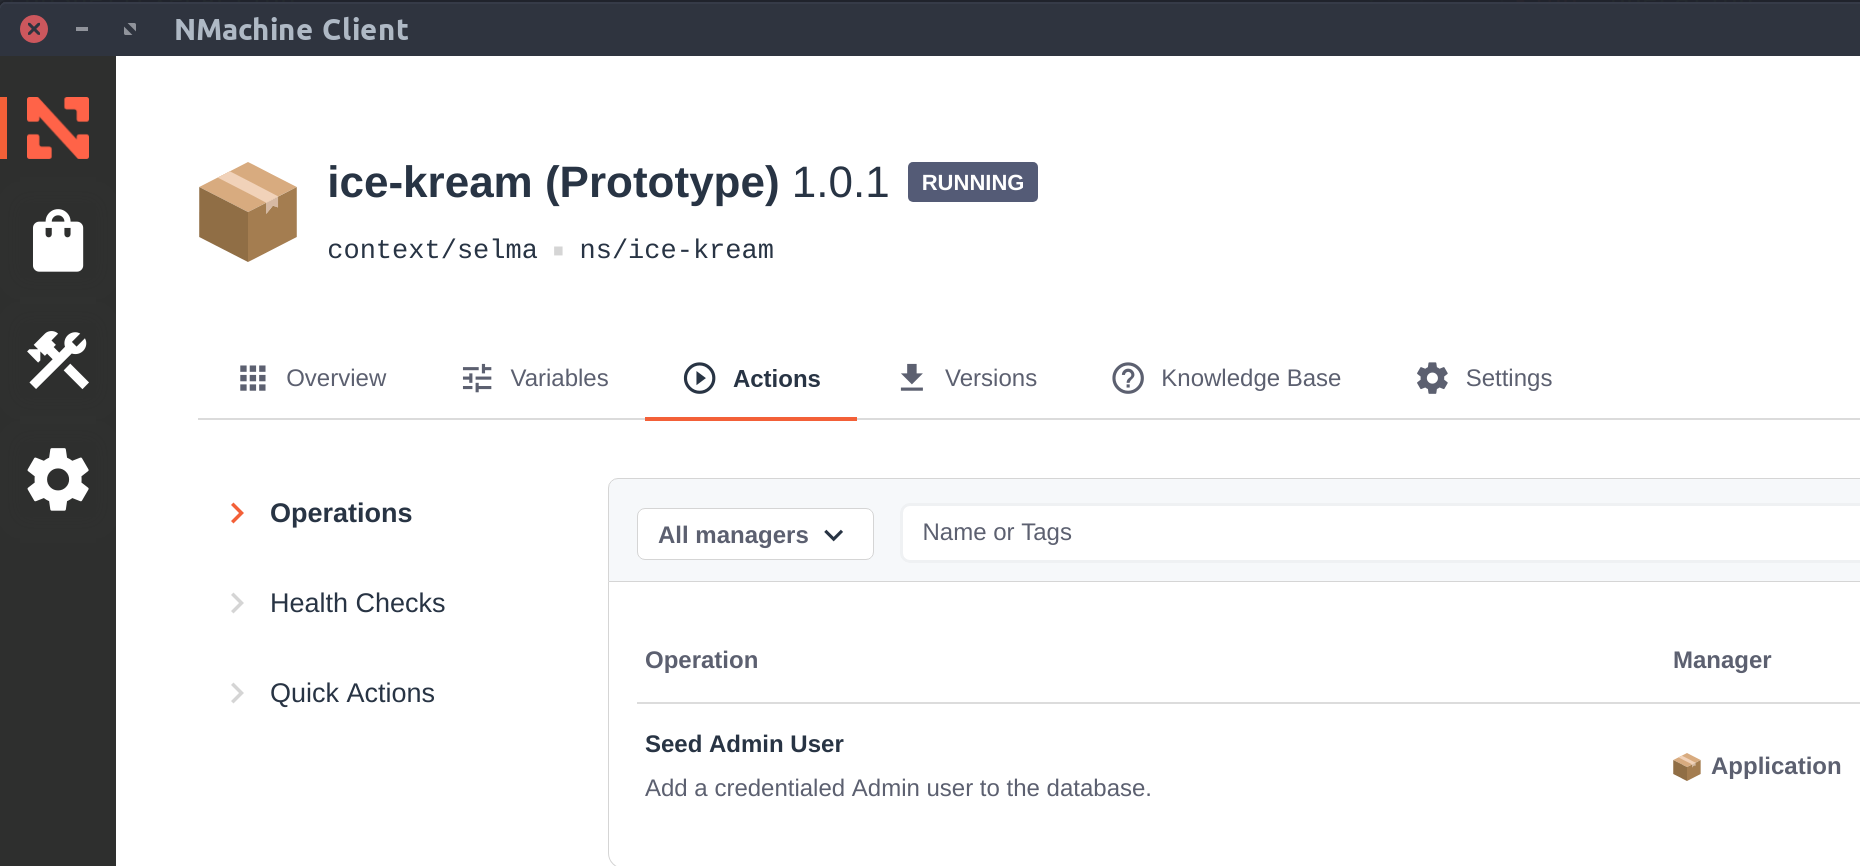 NMachine Client
ice-kream (Prototype) 1.0.1 RUNNING
context/selma ns/ice-kream
Overview Variables Actions Versions Knowledge Base Settings
Operations
Health Checks
Quick Actions
All managers Name or Tags
Operation Manager
Seed Admin User
Add a credentialed Admin user to the database.
Application